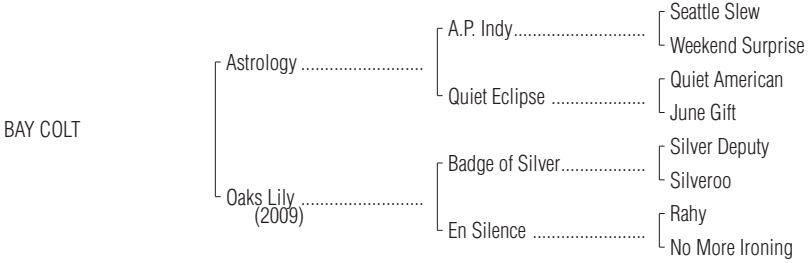 Seattle Slew
A.P. Indy.............................
Weekend Surprise
Astrology ..........................
Quiet American
Quiet Eclipse ....................
June Gift
BAY COLT
Silver Deputy
Badge of Silver..................
Silveroo
Oaks Lily ..........................
(2009)
Rahy
En Silence ........................
No More Ironing